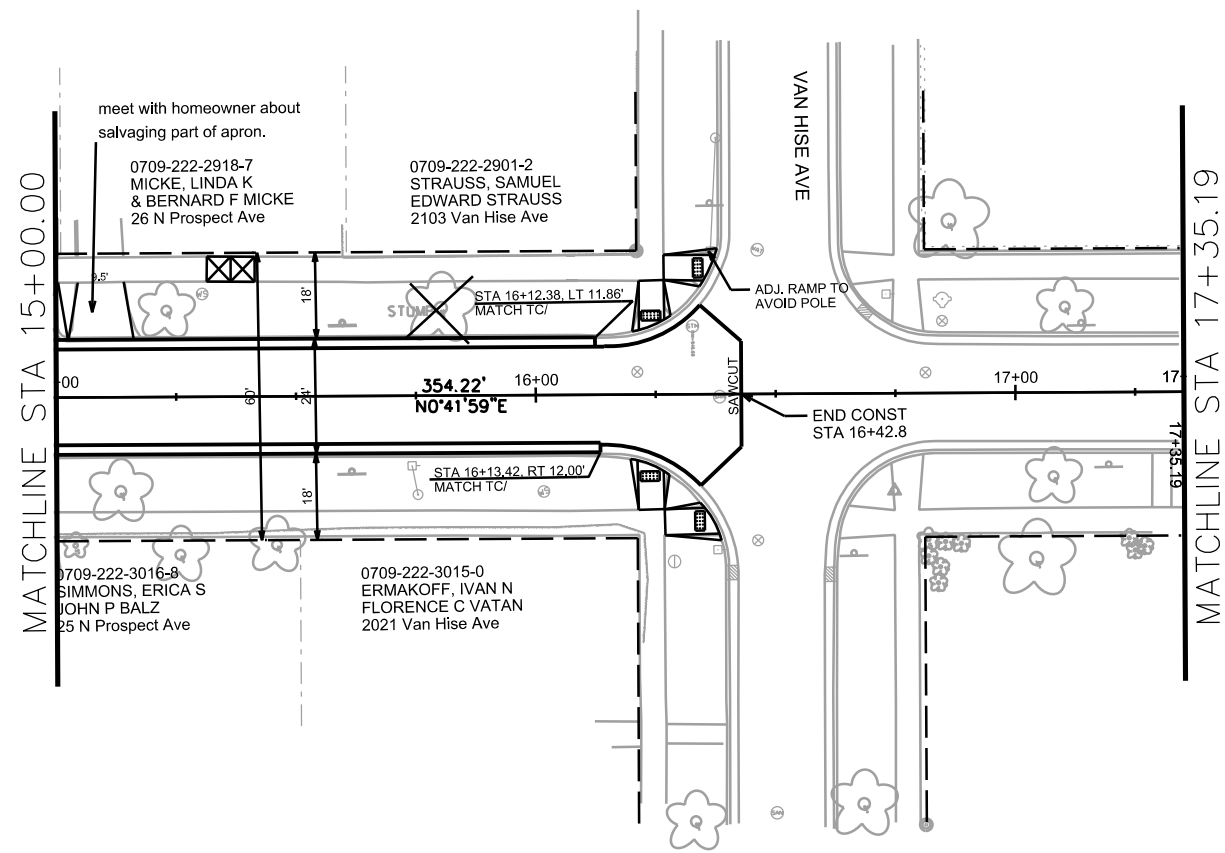 meet with homeowner about
salvaging part of apron.
0709-222-2918-7
MICKE, LINDA K
& BERNARD F MICKE
26 N Prospect Ave
0709-222-2901-2
STRAUSS, SAMUEL
EDWARD STRAUSS
2103 Van Hise Ave
VAN HISE AVE
MATCHLINE STA 15+00.00
MATCHLINE STA 17+35.19
9.5'
18'
WS
STUMP
STA 16+12.38, LT 11.86'
MATCH TC/
ADJ. RAMP TO
AVOID POLE
+00
60'
24'
354.22'
N0°41'59"E
16+00
SAWCUT
17+00
17+
17+35.19
END CONST
STA 16+42.8
18'
STA 16+13.42, RT 12.00'
MATCH TC/
WS
0709-222-3016-8
SIMMONS, ERICA S
JOHN P BALZ
25 N Prospect Ave
0709-222-3015-0
ERMAKOFF, IVAN N
FLORENCE C VATAN
2021 Van Hise Ave
SAN